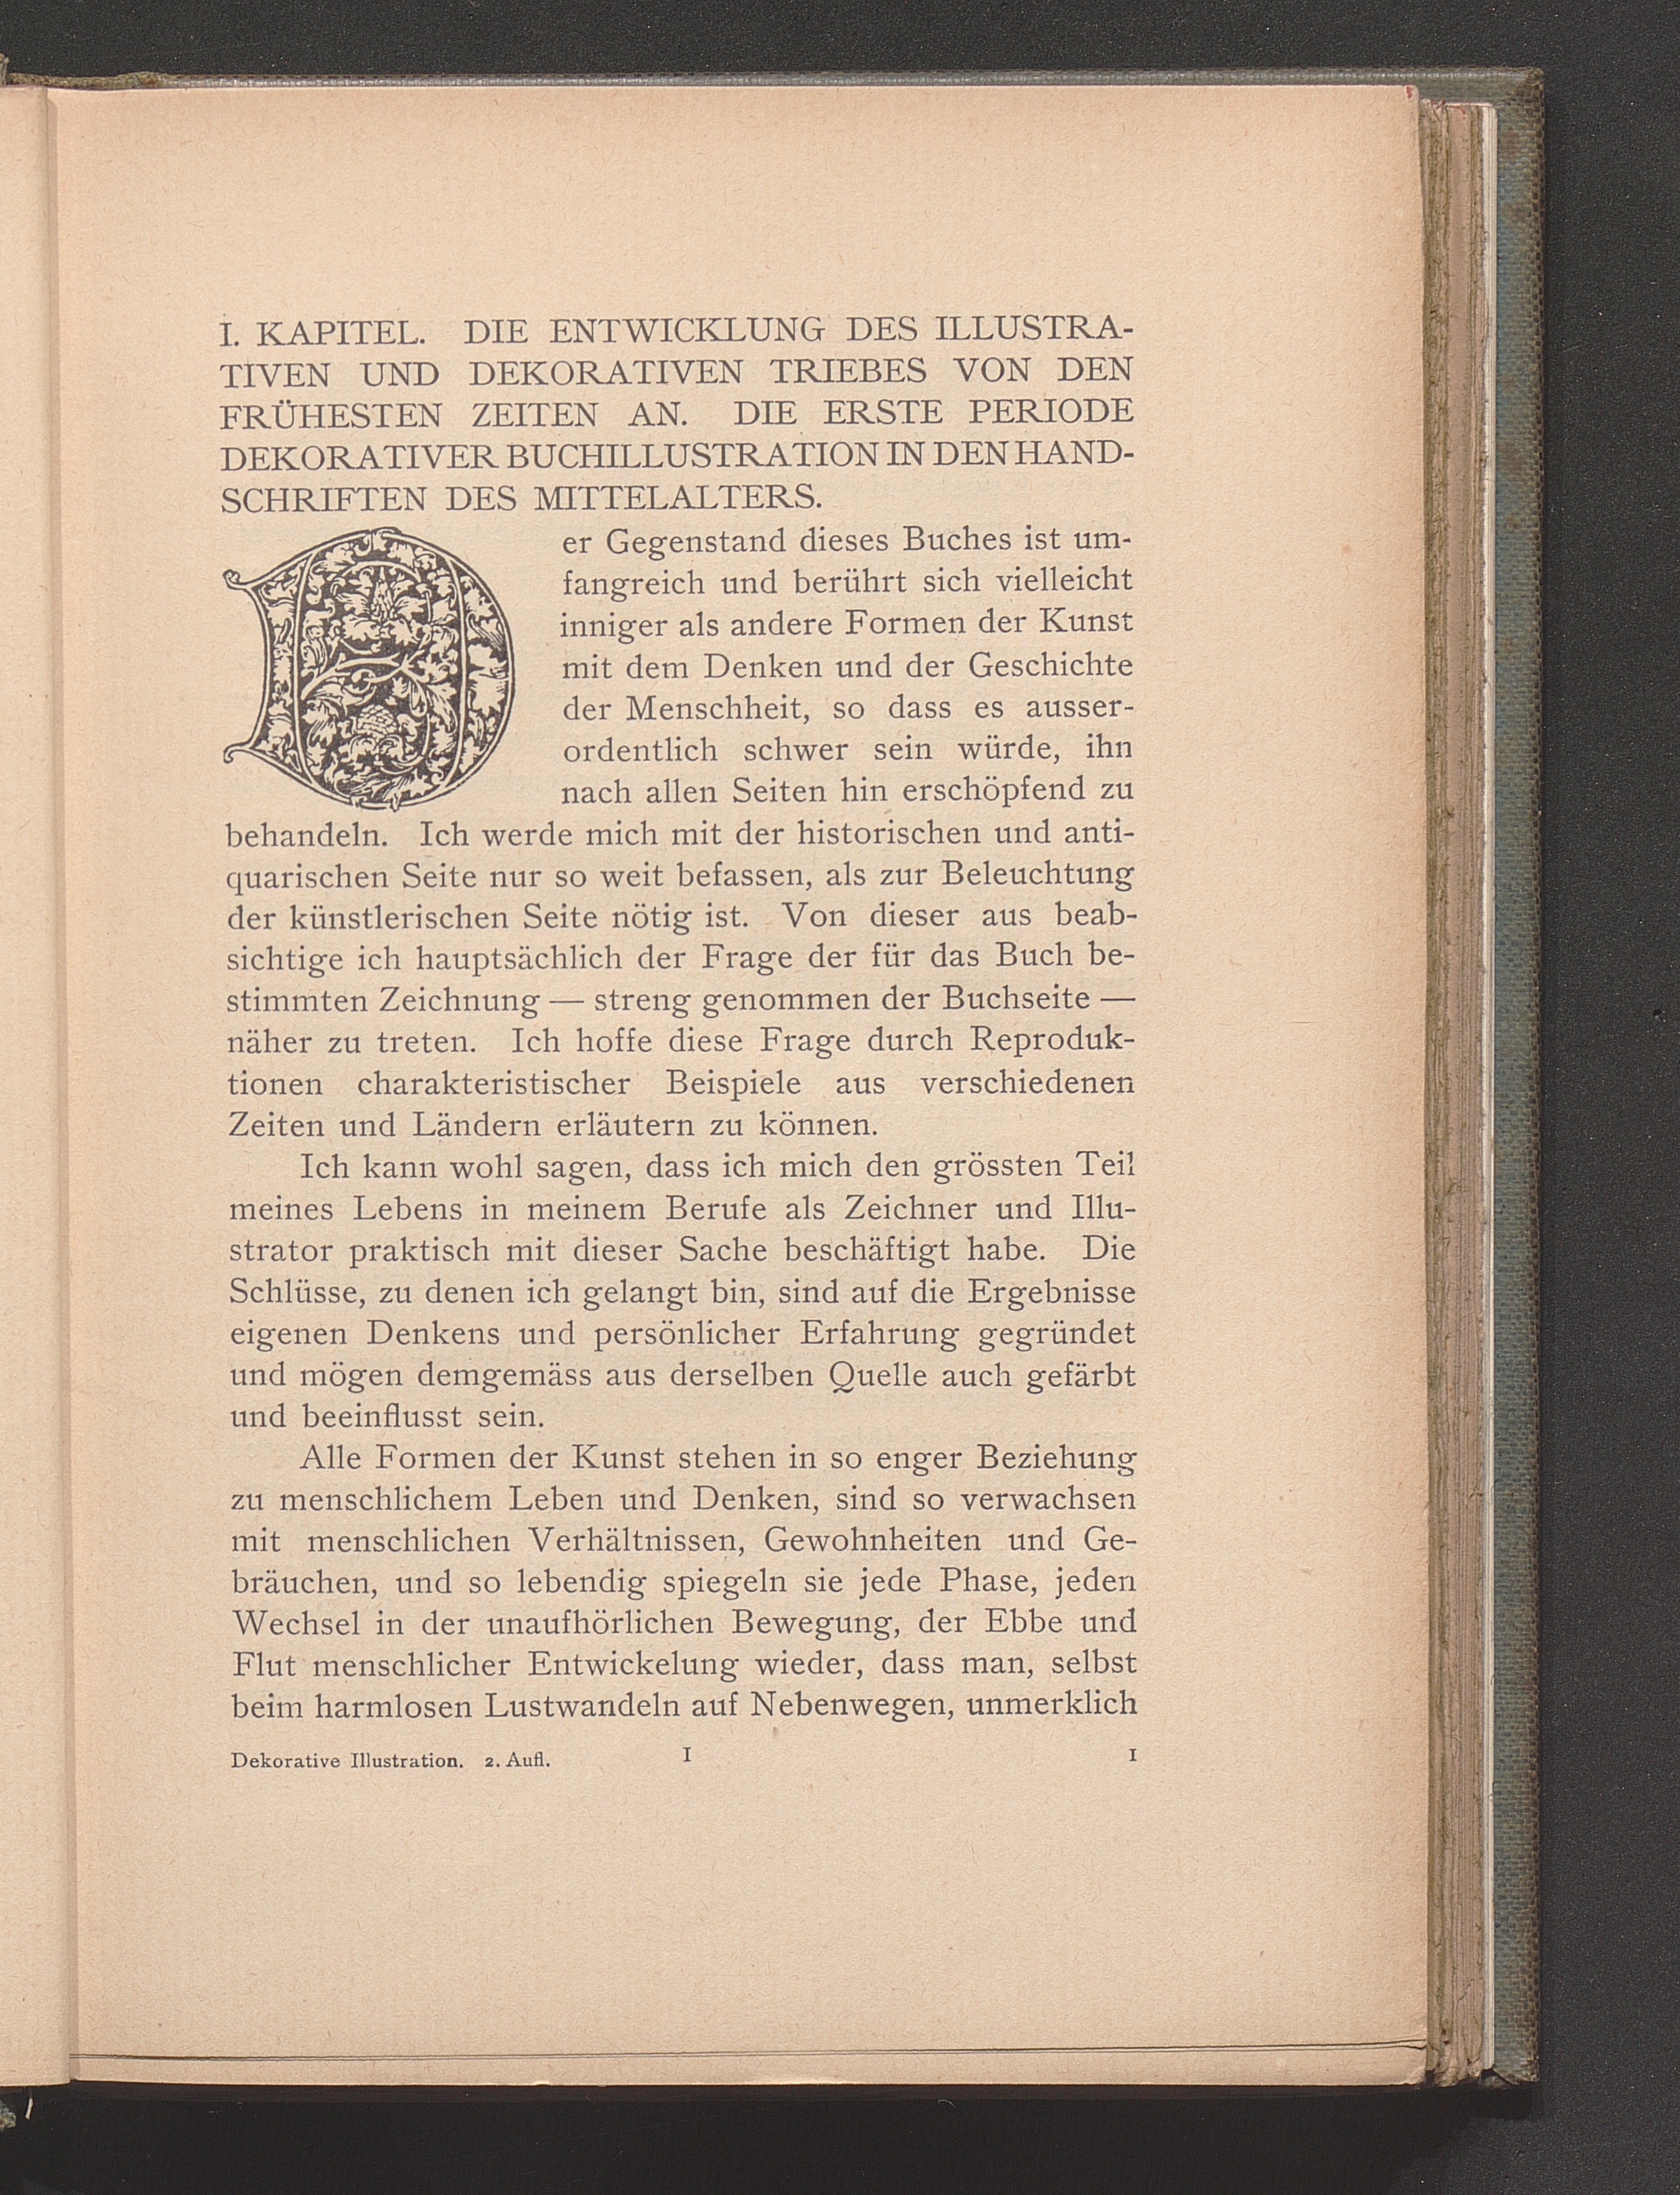 I. KAPITEL. DIE ENTWICKLUNG DES ILLUSTRA-
TIVEN UND DEKORATIVEN TRIEBES VON DEN
FRÜHESTEN ZEITEN AN. DIE ERSTE PERIODE
DEKORATIVER BUCHILLUSTRATION IN DEN HAND-
SCHRIFTEN DES MITTELALTERS.
Der Gegenstand dieses Buches ist um-
fangreich und berührt sich vielleicht
inniger als andere Formen der Kunst
mit dem Denken und der Geschichte
der Menschheit, so dass es ausser-
ordentlich schwer sein würde, ihn
nach allen Seiten hin erschöpfend zu
behandeln. Ich werde mich mit der historischen und anti-
quarischen Seite nur so weit befassen, als zur Beleuchtung
der künstlerischen Seite nötig ist. Von dieser aus beab-
sichtige ich hauptsächlich der Frage der für das Buch be-
stimmten Zeichnung — streng genommen der Buchseite —
näher zu treten. Ich hoffe diese Frage durch Reproduk-
tionen charakteristischer Beispiele aus verschiedenen
Zeiten und Ländern erläutern zu können.
Ich kann wohl sagen, dass ich mich den grössten Teil
meines Lebens in meinem Berufe als Zeichner und Illu-
strator praktisch mit dieser Sache beschäftigt habe. Die
Schlüsse, zu denen ich gelangt bin, sind auf die Ergebnisse
eigenen Denkens und persönlicher Erfahrung gegründet
und mögen demgemäss aus derselben Quelle auch gefärbt
und beeinflusst sein.
Alle Formen der Kunst stehen in so enger Beziehung
zu menschlichem Leben und Denken, sind so verwachsen
mit menschlichen Verhältnissen, Gewohnheiten und Ge-
bräuchen, und so lebendig spiegeln sie jede Phase, jeden
Wechsel in der unaufhörlichen Bewegung, der Ebbe und
Flut menschlicher Entwickelung wieder, dass man, selbst
beim harmlosen Lustwandeln auf Nebenwegen, unmerklich
Dekorative Illustration. 2. Aufl. 1 1